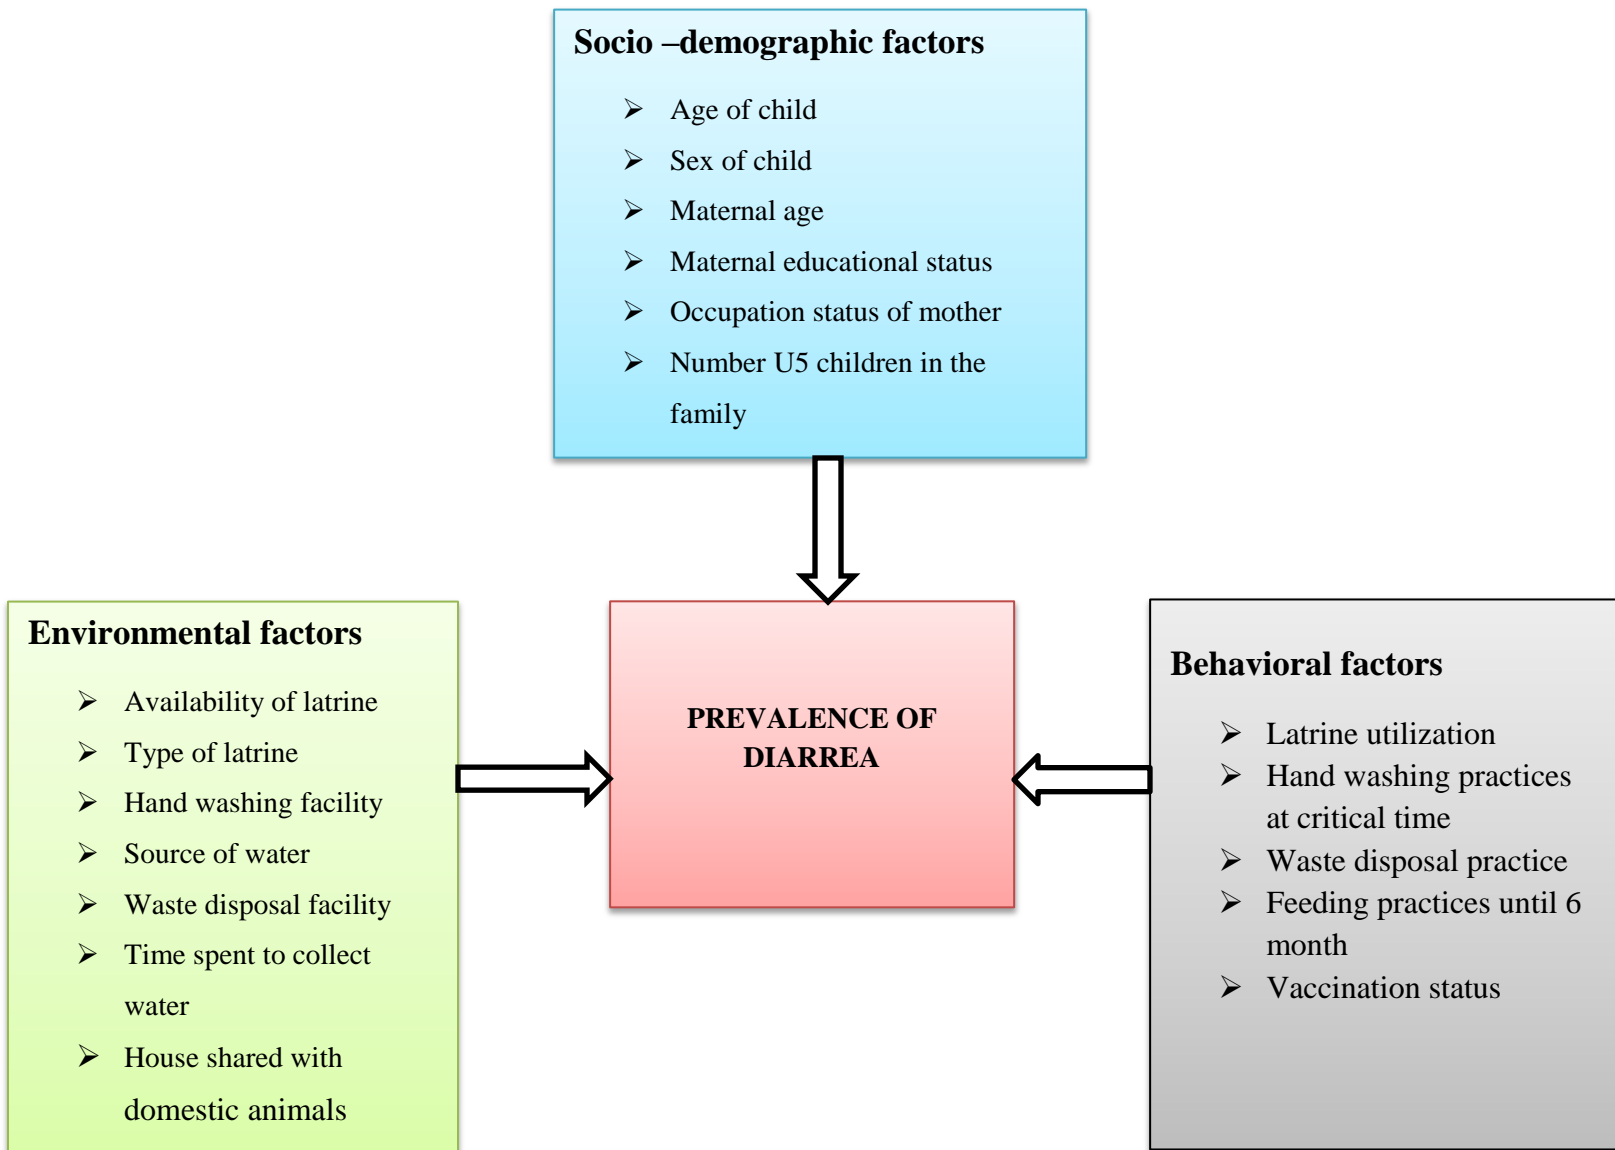 Socio –demographic factors
➢ Age of child
➢ Sex of child
➢ Maternal age
➢ Maternal educational status
➢ Occupation status of mother
➢ Number U5 children in the
family
Environmental factors
➢ Availability of latrine
➢ Type of latrine
➢ Hand washing facility
➢ Source of water
➢ Waste disposal facility
➢ Time spent to collect
water
➢ House shared with
domestic animals
PREVALENCE OF
DIARREA
Behavioral factors
➢ Latrine utilization
➢ Hand washing practices
at critical time
➢ Waste disposal practice
➢ Feeding practices until 6
month
➢ Vaccination status